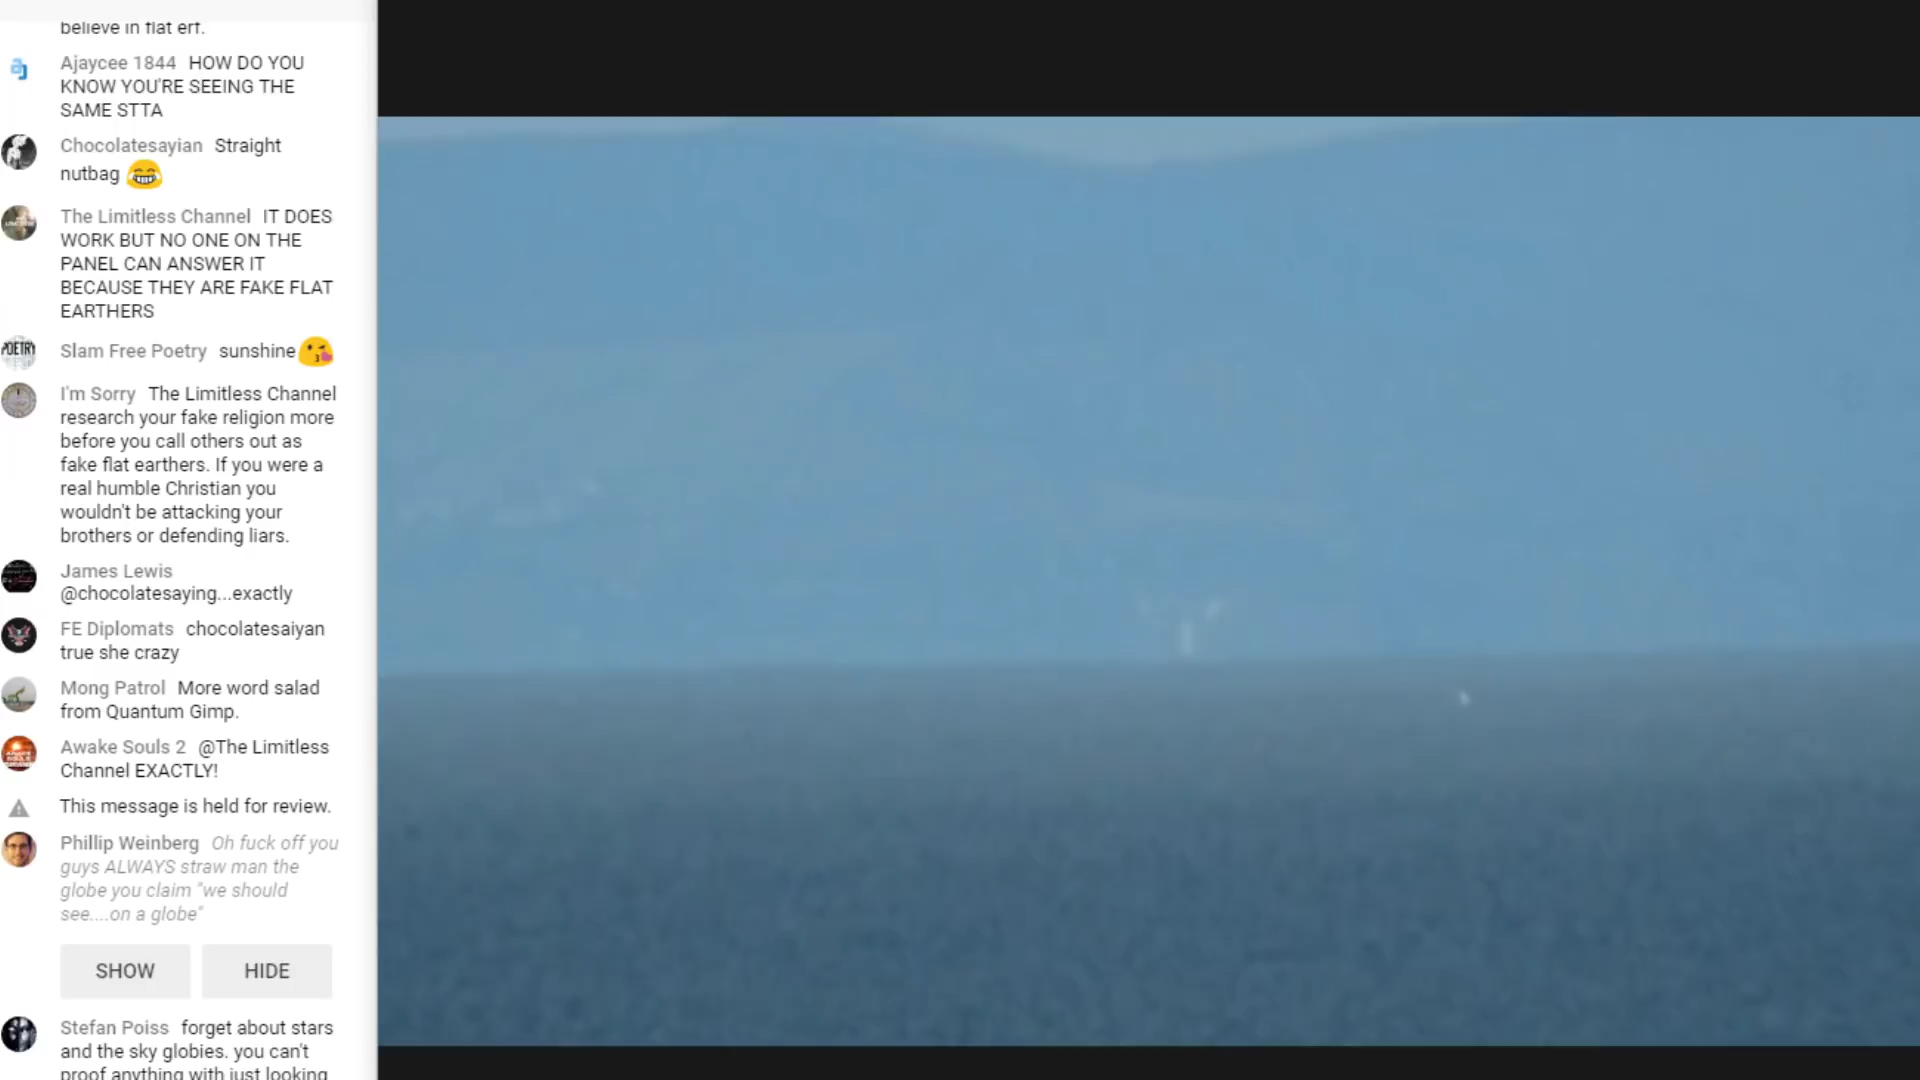 believe in flat erf.
Ajaycee 1844 HOW DO YOU
KNOW YOU'RE SEEING THE
SAME STTA
Chocolatesayian Straight
nutbag
The Limitless Channel IT DOES
WORK BUT NO ONE ON THE
PANEL CAN ANSWER IT
BECAUSE THEY ARE FAKE FLAT
EARTHERS
POETRY
Slam Free Poetry sunshine
I'm Sorry The Limitless Channel
research your fake religion more
before you call others out as
fake flat earthers. If you were a
real humble Christian you
wouldn't be attacking your
brothers or defending liars.
James Lewis
@chocolatesaying...exactly
FE Diplomats chocolatesaiyan
true she crazy
Mong Patrol More word salad
from Quantum Gimp.
Awake Souls 2 @The Limitless
Channel EXACTLY!
This message is held for review.
Phillip Weinberg Oh fuck off you
guys ALWAYS straw man the
globe you claim "we should
see....on a globe"
SHOW HIDE
Stefan Poiss forget about stars
and the sky globies. you can't
proof anything with just looking